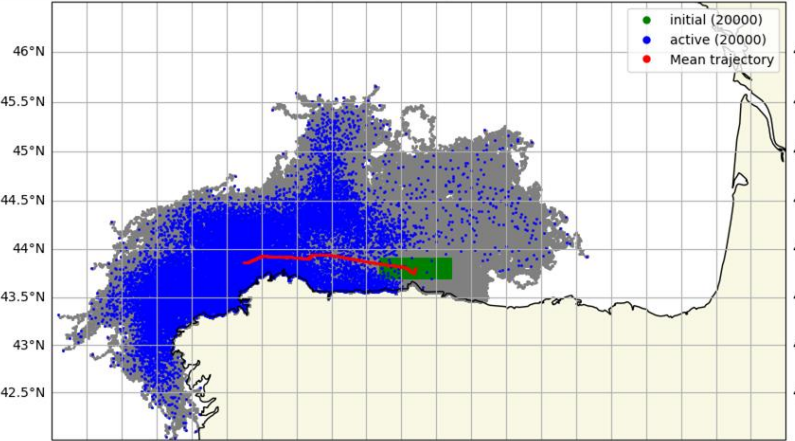 initial (20000)
active (20000)
Mean trajectory
46°N
45.5°N
45°N
44.5°N
44°N
43.5°N
43°N
42.5°N